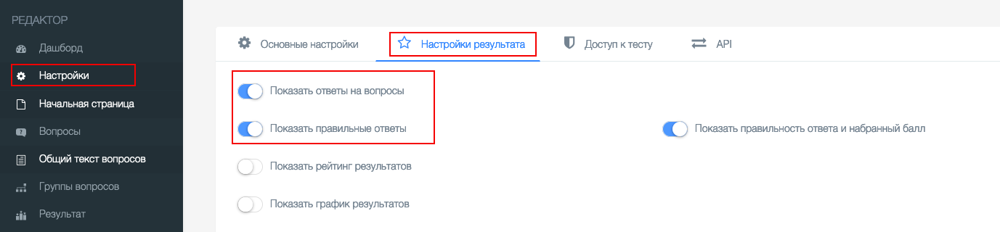 РЕДАКТОР
Дашборд
Настройки
Начальная страница
Вопросы
Общий текст вопросов
Группы вопросов
Результат
Основные настройки
Настройки результата
Доступ к тесту
API
Показать ответы на вопросы
Показать правильные ответы
Показать правильность ответа и набранный балл
Показать рейтинг результатов
Показать график результатов